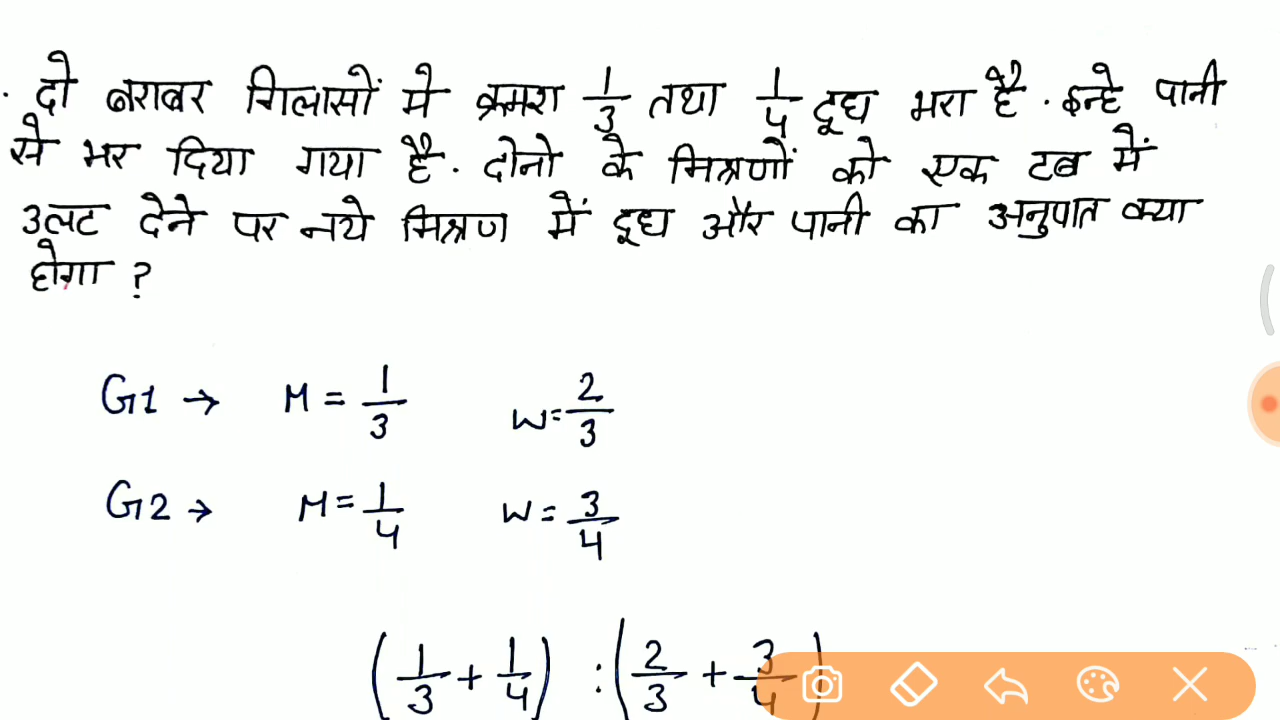 . दो बराबर गिलासों मे क्रमश 1/3 तथा 1/4 दूध भरा है . इन्हे पानी
से भर दिया गया है . दोनो के मिश्रणों को एक टब में
उलट देने पर नये मिश्रण में दूध और पानी का अनुपात क्या
होगा ?
G1 → M = 1/3 W = 2/3
G2 → M = 1/4 W = 3/4
(1/3 + 1/4) : (2/3 + 3/4)